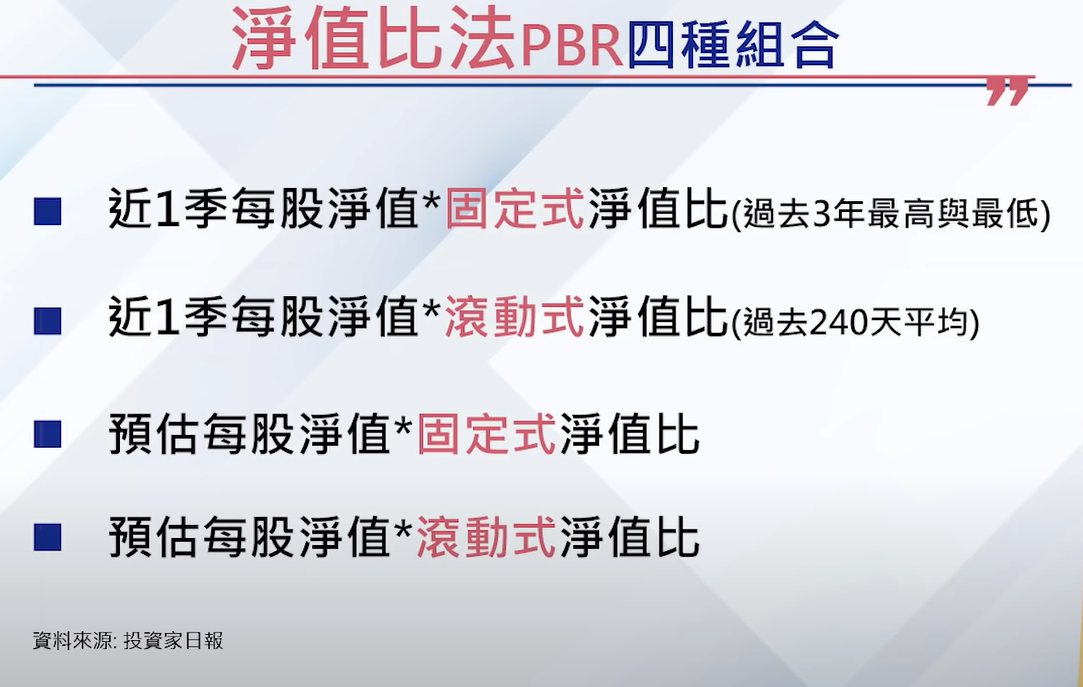 淨值比法PBR四種組合
”
■ 近1季每股淨值*固定式淨值比(過去3年最高與最低)
■ 近1季每股淨值*滾動式淨值比(過去240天平均)
■ 預估每股淨值*固定式淨值比
■ 預估每股淨值*滾動式淨值比
資料來源: 投資家日報